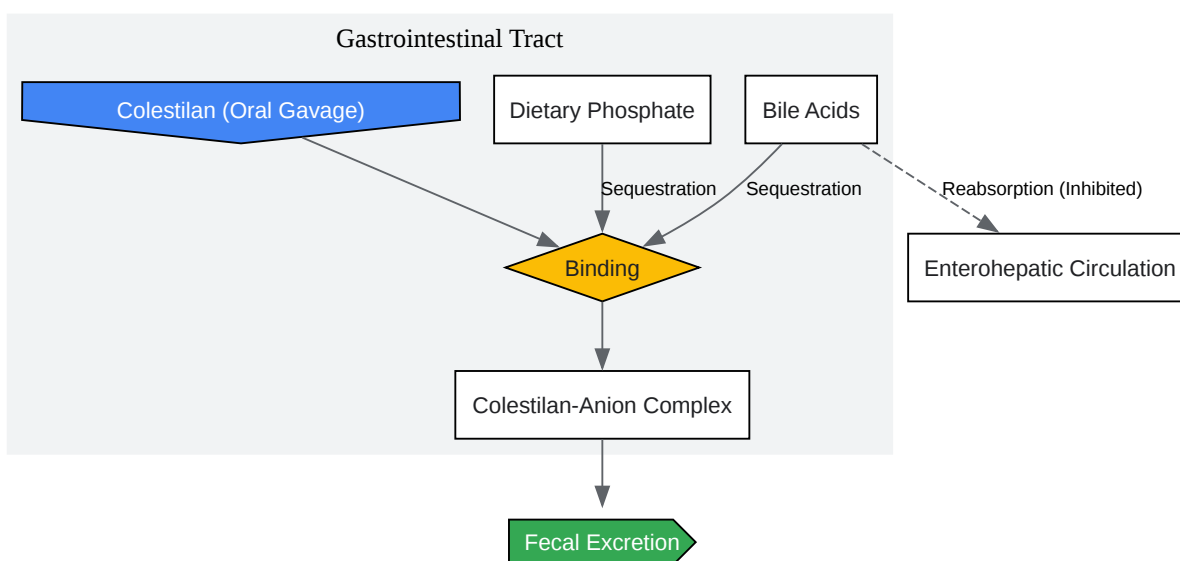 Gastrointestinal Tract
Colestilan (Oral Gavage)
Dietary Phosphate
Bile Acids
Sequestration
Sequestration
Reabsorption (Inhibited)
Binding
Enterohepatic Circulation
Colestilan-Anion Complex
Fecal Excretion